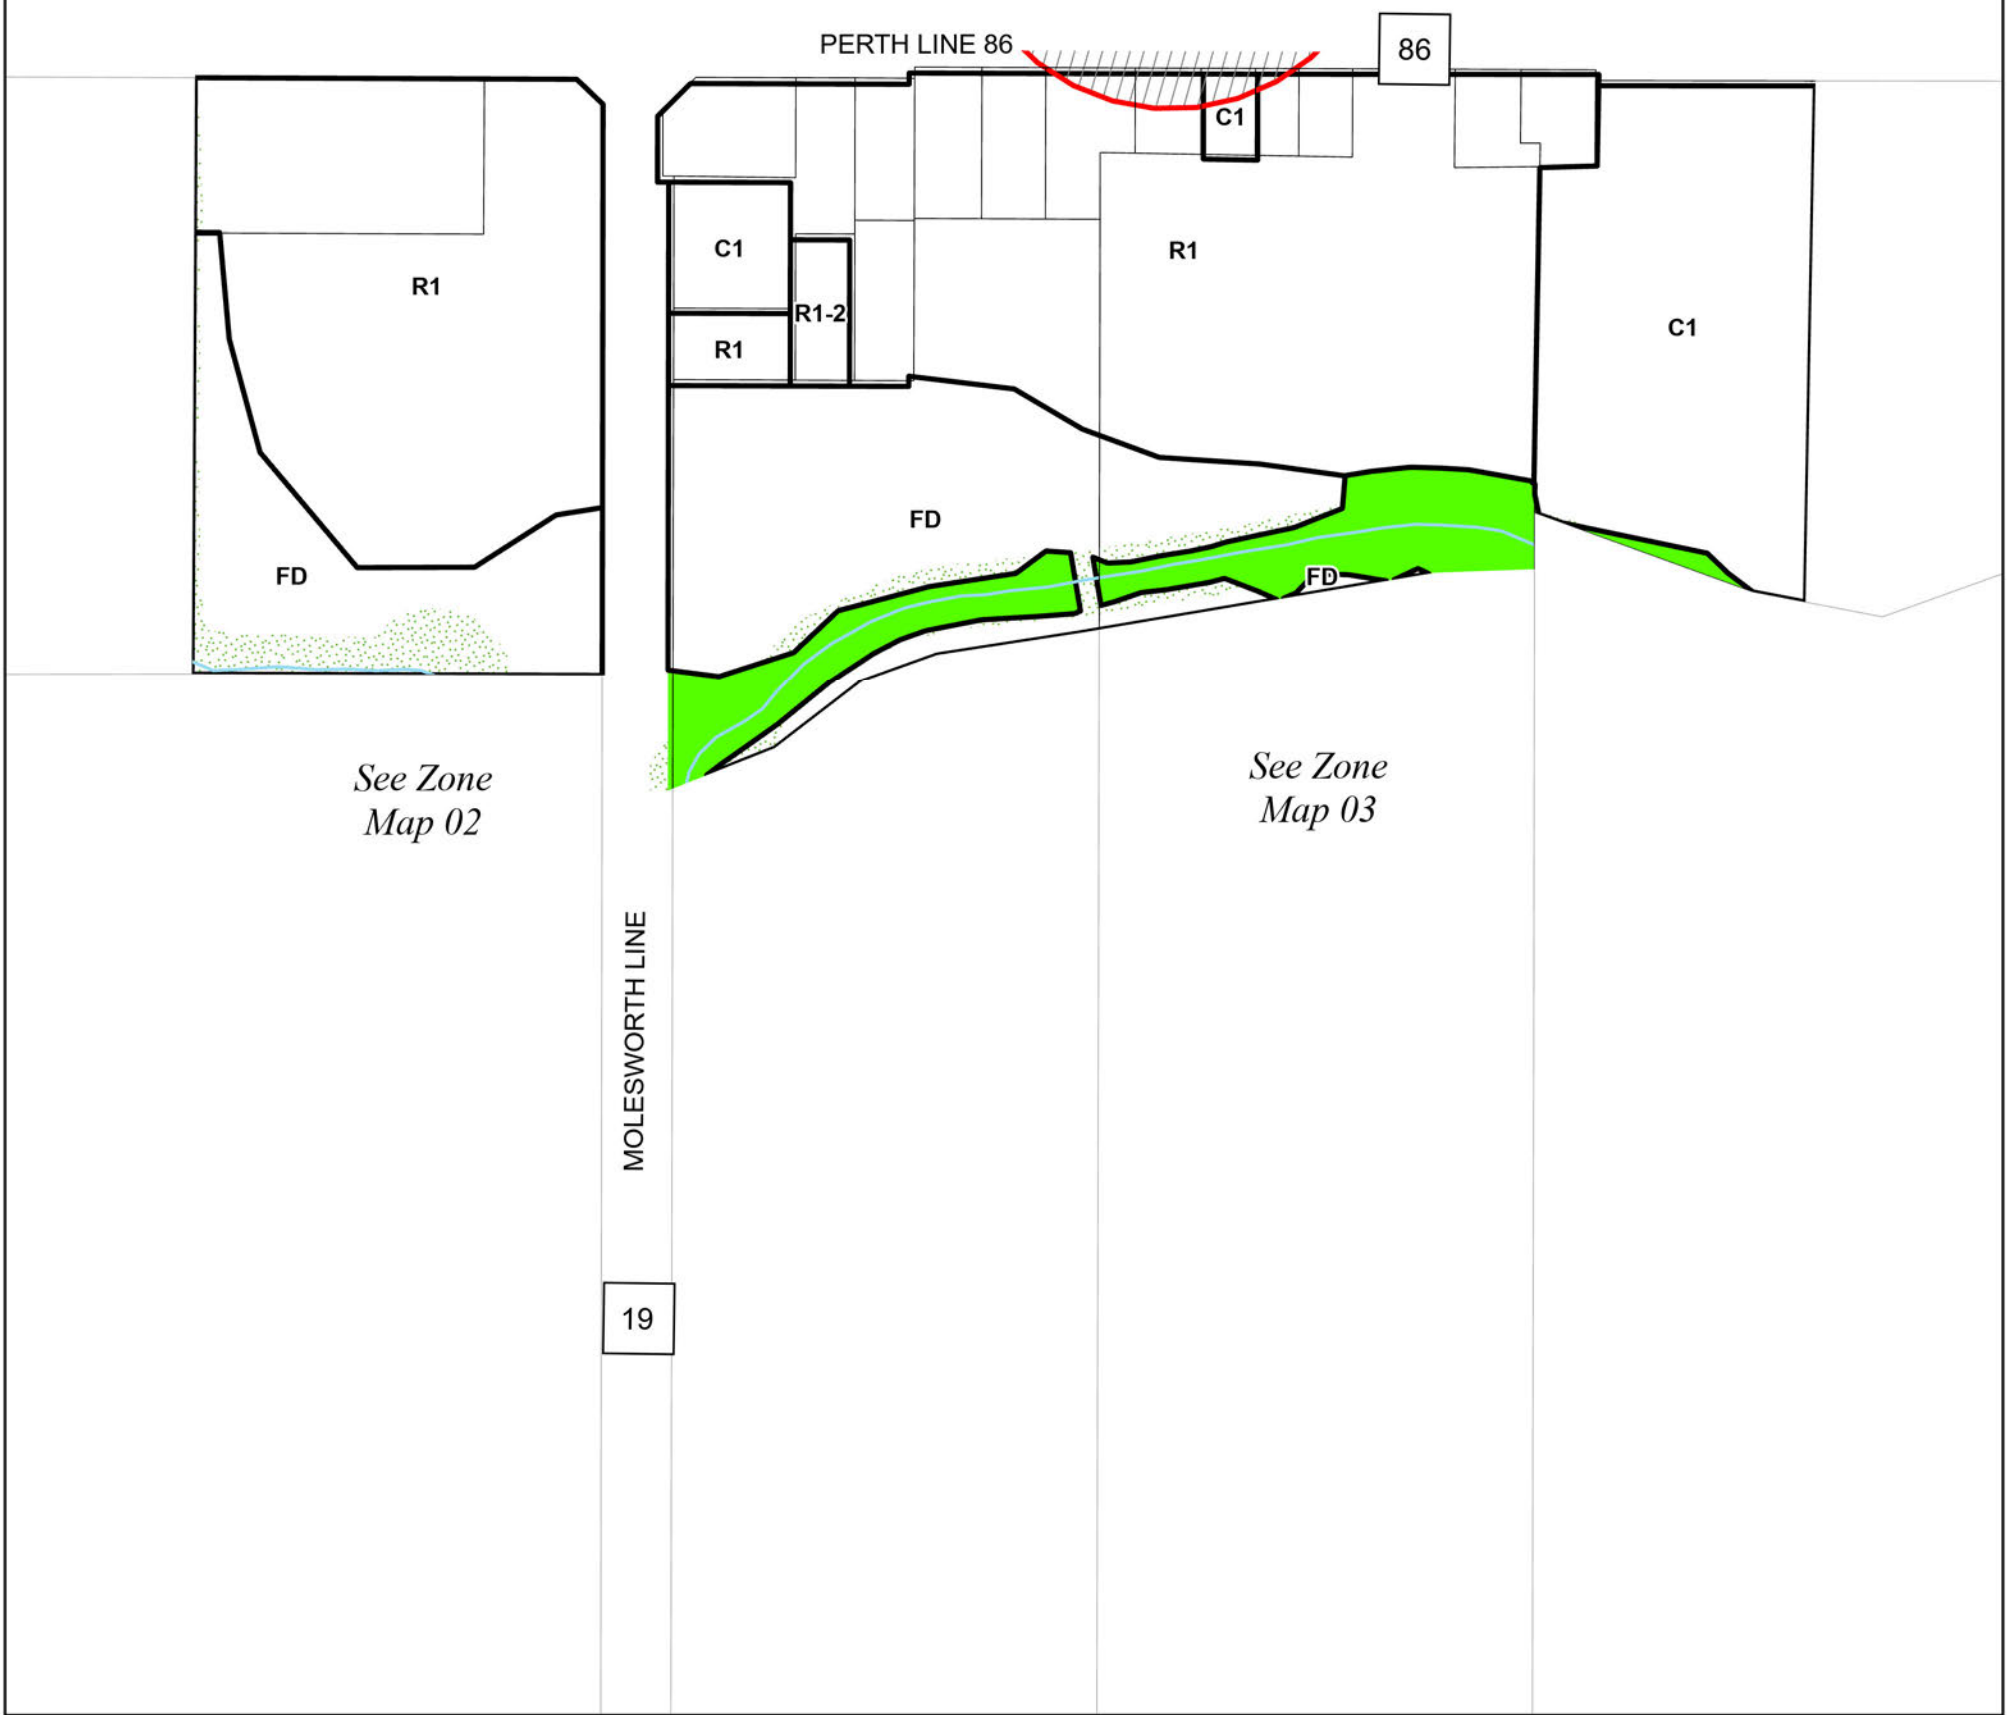 PERTH LINE 86
86
C1
R1
C1
R1
R1-2
C1
R1
FD
FD
FD
See Zone
Map 02
See Zone
Map 03
MOLESWORTH LINE
19